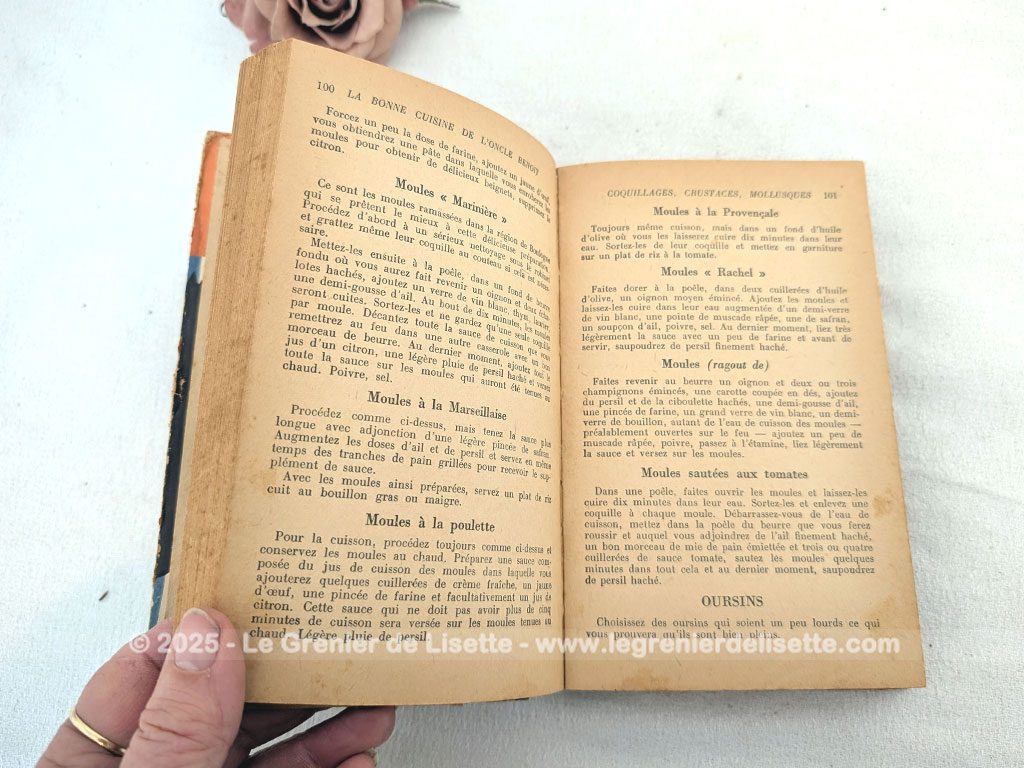 100 LA BONNE CUISINE DE L'ONCLE BENOIT
Forcez un peu la dose de farine, ajoutez un jaune d'œuf,
vous obtiendrez une pâte dans laquelle vous enroberez les
moules pour obtenir de délicieux beignets, supprimez le
citron.
Moules « Marinière »
Ce sont les moules ramassées dans la région de Boulogne
qui se prêtent le mieux à cette délicieuse préparation.
Procédez d'abord à un sérieux nettoyage sous le robinet
et grattez même leur coquille au couteau si cela est néces-
saire.
Mettez-les ensuite à la poêle, dans un fond de beurre
fondu où vous aurez fait revenir un oignon et deux écha-
lotes hachés, ajoutez un verre de vin blanc, thym, laurier,
une demi-gousse d'ail. Au bout de dix minutes, les moules
seront cuites. Sortez-les et ne gardez qu'une seule coquille
par moule. Décantez toute la sauce de cuisson que vous
remettrez au feu dans une autre casserole avec un bon
morceau de beurre. Au dernier moment, ajoutez tout le
jus d'un citron, une légère pluie de persil haché et versez
toute la sauce sur les moules qui auront été tenues au
chaud. Poivre, sel.
Moules à la Marseillaise
Procédez comme ci-dessus, mais tenez la sauce plus
longue avec adjonction d'une légère pincée de safran.
Augmentez les doses d'ail et de persil et servez en même
temps des tranches de pain grillées pour recevoir le sup-
plément de sauce.
Avec les moules ainsi préparées, servez un plat de riz
cuit au bouillon gras ou maigre.
Moules à la poulette
Pour la cuisson, procédez toujours comme ci-dessus et
conservez les moules au chaud. Préparez une sauce com-
posée du jus de cuisson des moules dans laquelle vous
ajouterez quelques cuillerées de crème fraîche, un jaune
d'œuf, une pincée de farine et facultativement un jus de
citron. Cette sauce qui ne doit pas avoir plus de cinq
minutes de cuisson sera versée sur les moules tenues au
chaud. Légère pluie de persil.
COQUILLAGES, CRUSTACES, MOLLUSQUES 101
Moules à la Provençale
Toujours même cuisson, mais dans un fond d'huile
d'olive où vous les laisserez cuire dix minutes dans leur
eau. Sortez-les de leur coquille et mettez en garniture
sur un plat de riz à la tomate.
Moules « Rachel »
Faites dorer à la poêle, dans deux cuillerées d'huile
d'olive, un oignon moyen émincé. Ajoutez les moules et
laissez-les cuire dans leur eau augmentée d'un demi-verre
de vin blanc, une pointe de muscade râpée, une de safran,
un soupçon d'ail, poivre, sel. Au dernier moment, liez très
légèrement la sauce avec un peu de farine et avant de
servir, saupoudrez de persil finement haché.
Moules (ragout de)
Faites revenir au beurre un oignon et deux ou trois
champignons émincés, une carotte coupée en dés, ajoutez
du persil et de la ciboulette hachés, une demi-gousse d'ail,
une pincée de farine, un grand verre de vin blanc, un demi-
verre de bouillon, autant de l'eau de cuisson des moules —
préalablement ouvertes sur le feu — ajoutez un peu de
muscade râpée, poivre, passez à l'étamine, liez légèrement
la sauce et versez sur les moules.
Moules sautées aux tomates
Dans une poêle, faites ouvrir les moules et laissez-les
cuire dix minutes dans leur eau. Sortez-les et enlevez une
coquille à chaque moule. Débarrassez-vous de l'eau de
cuisson, mettez dans la poêle du beurre que vous ferez
roussir et auquel vous adjoindrez de l'ail finement haché,
un bon morceau de mie de pain émiettée et trois ou quatre
cuillerées de sauce tomate, sautez les moules quelques
minutes dans tout cela et au dernier moment, saupoudrez
de persil haché.
OURSINS
Choisissez des oursins qui soient un peu lourds ce qui
vous prouvera qu'ils sont bien pleins.
© 2025 - Le Grenier de Lisette - www.legrenierdelisette.com